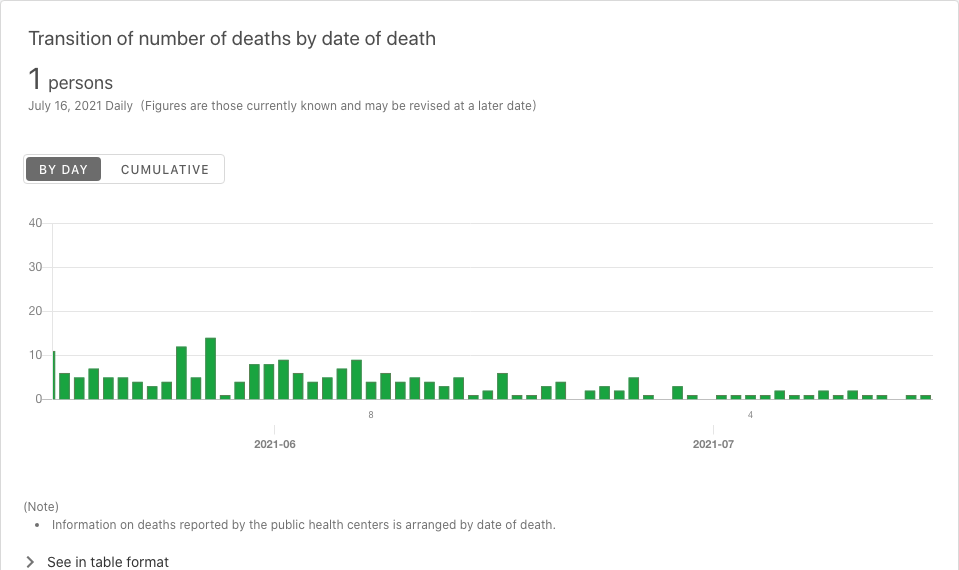 Transition of number of deaths by date of death
1 persons
July 16, 2021 Daily (Figures are those currently known and may be revised at a later date)
BY DAY CUMULATIVE
40
30
20
10
0
8 4
2021-06 2021-07
(Note)
• Information on deaths reported by the public health centers is arranged by date of death.
See in table format